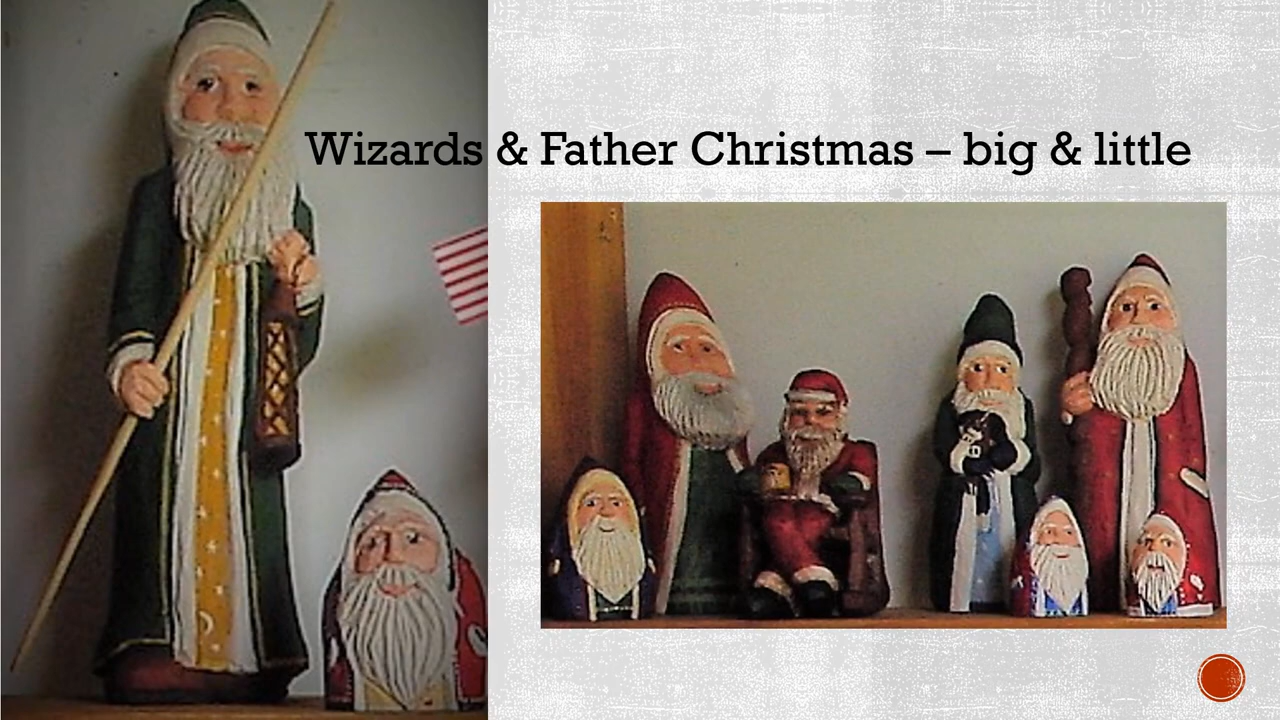 Wizards & Father Christmas – big & little